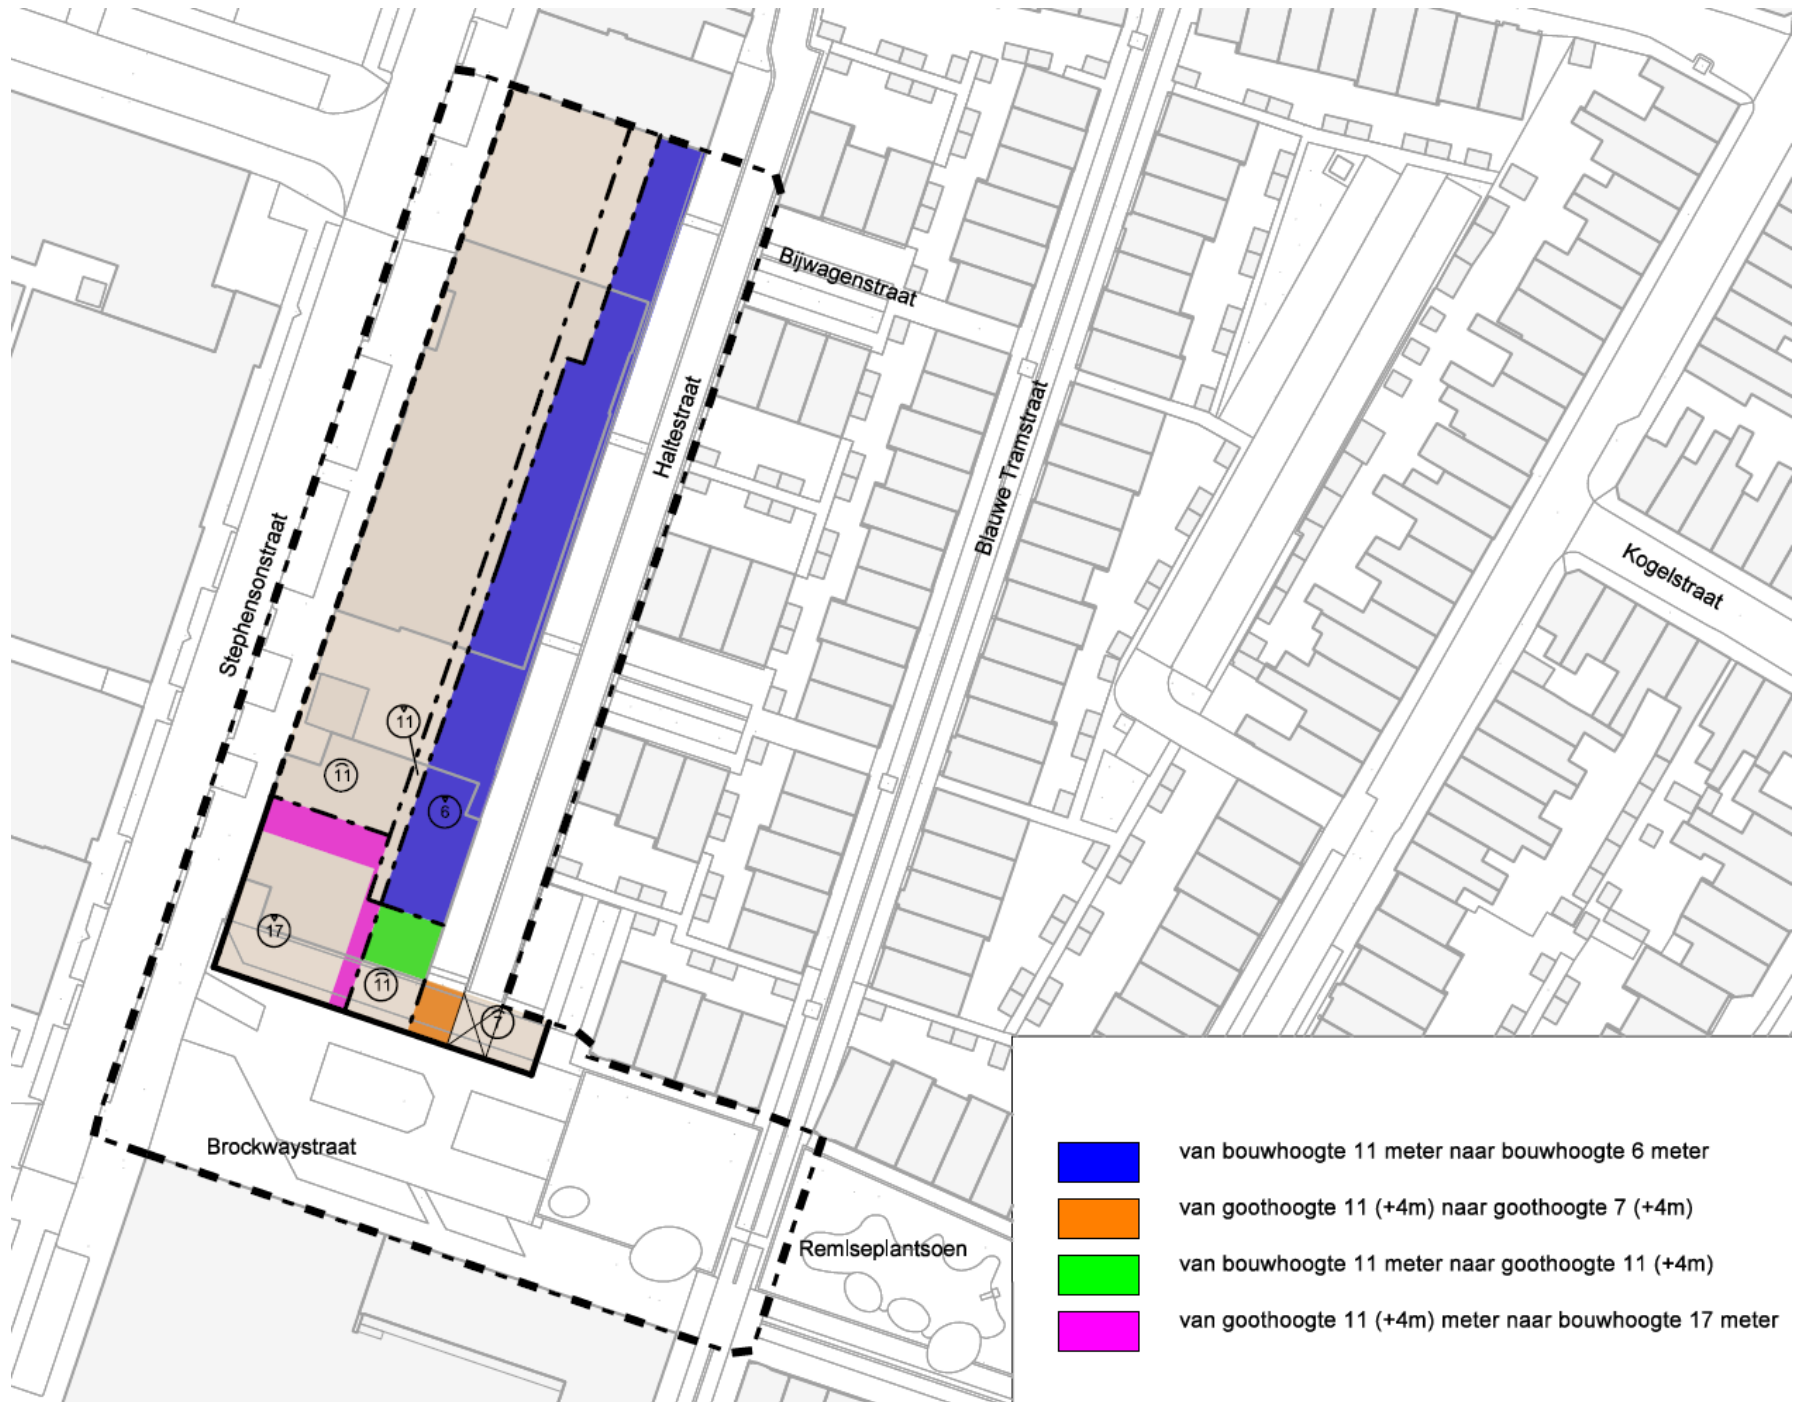 Bijwagenstraat
Haltestraat
Blauwe Tramstraat
Stephensonstraat
Kogelstraat
11
11
6
17
11
7
Brockwaystraat
Remiseplantsoen
van bouwhoogte 11 meter naar bouwhoogte 6 meter
van goothoogte 11 (+4m) naar goothoogte 7 (+4m)
van bouwhoogte 11 meter naar goothoogte 11 (+4m)
van goothoogte 11 (+4m) meter naar bouwhoogte 17 meter